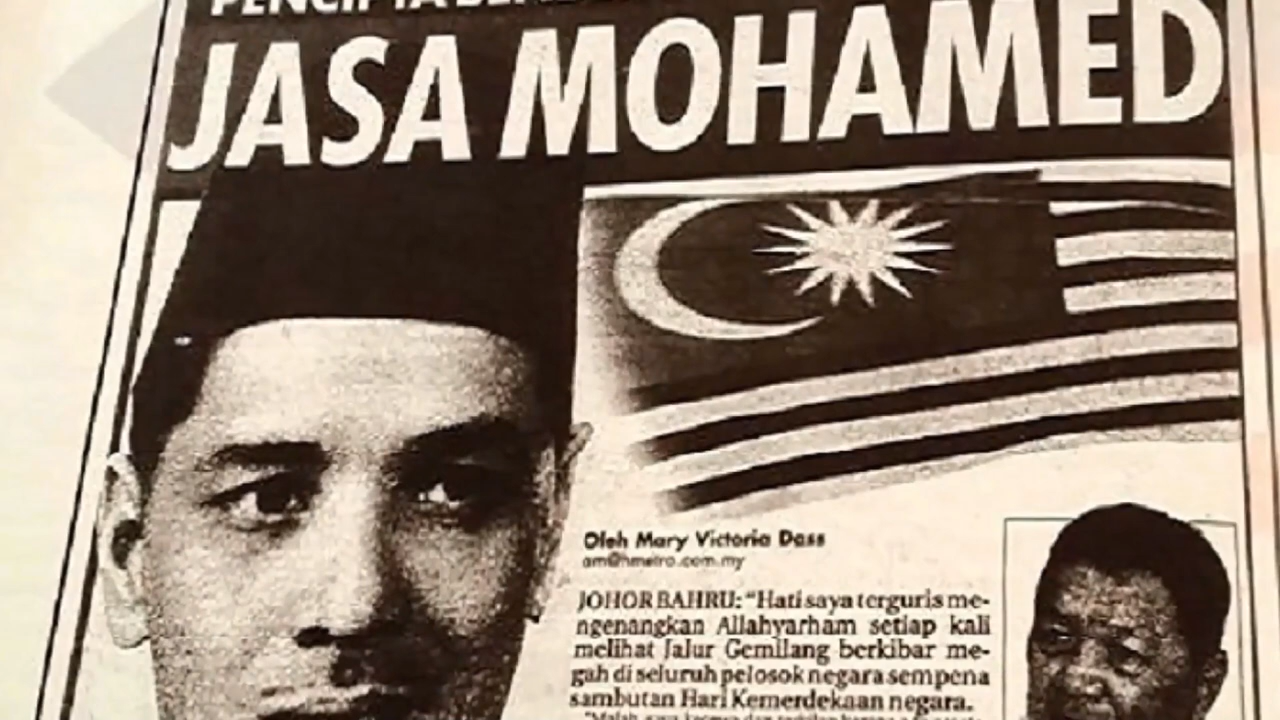 PENCIPTA
JASA MOHAMED
Oleh Mary Victoria Dass
am@hmetro.com.my
JOHOR BAHRU: "Hati saya terguris me-
ngenangkan Allahyarham setiap kali
melihat Jalur Gemilang berkibar me-
gah di seluruh pelosok negara sempena
sambutan Hari Kemerdekaan negara.